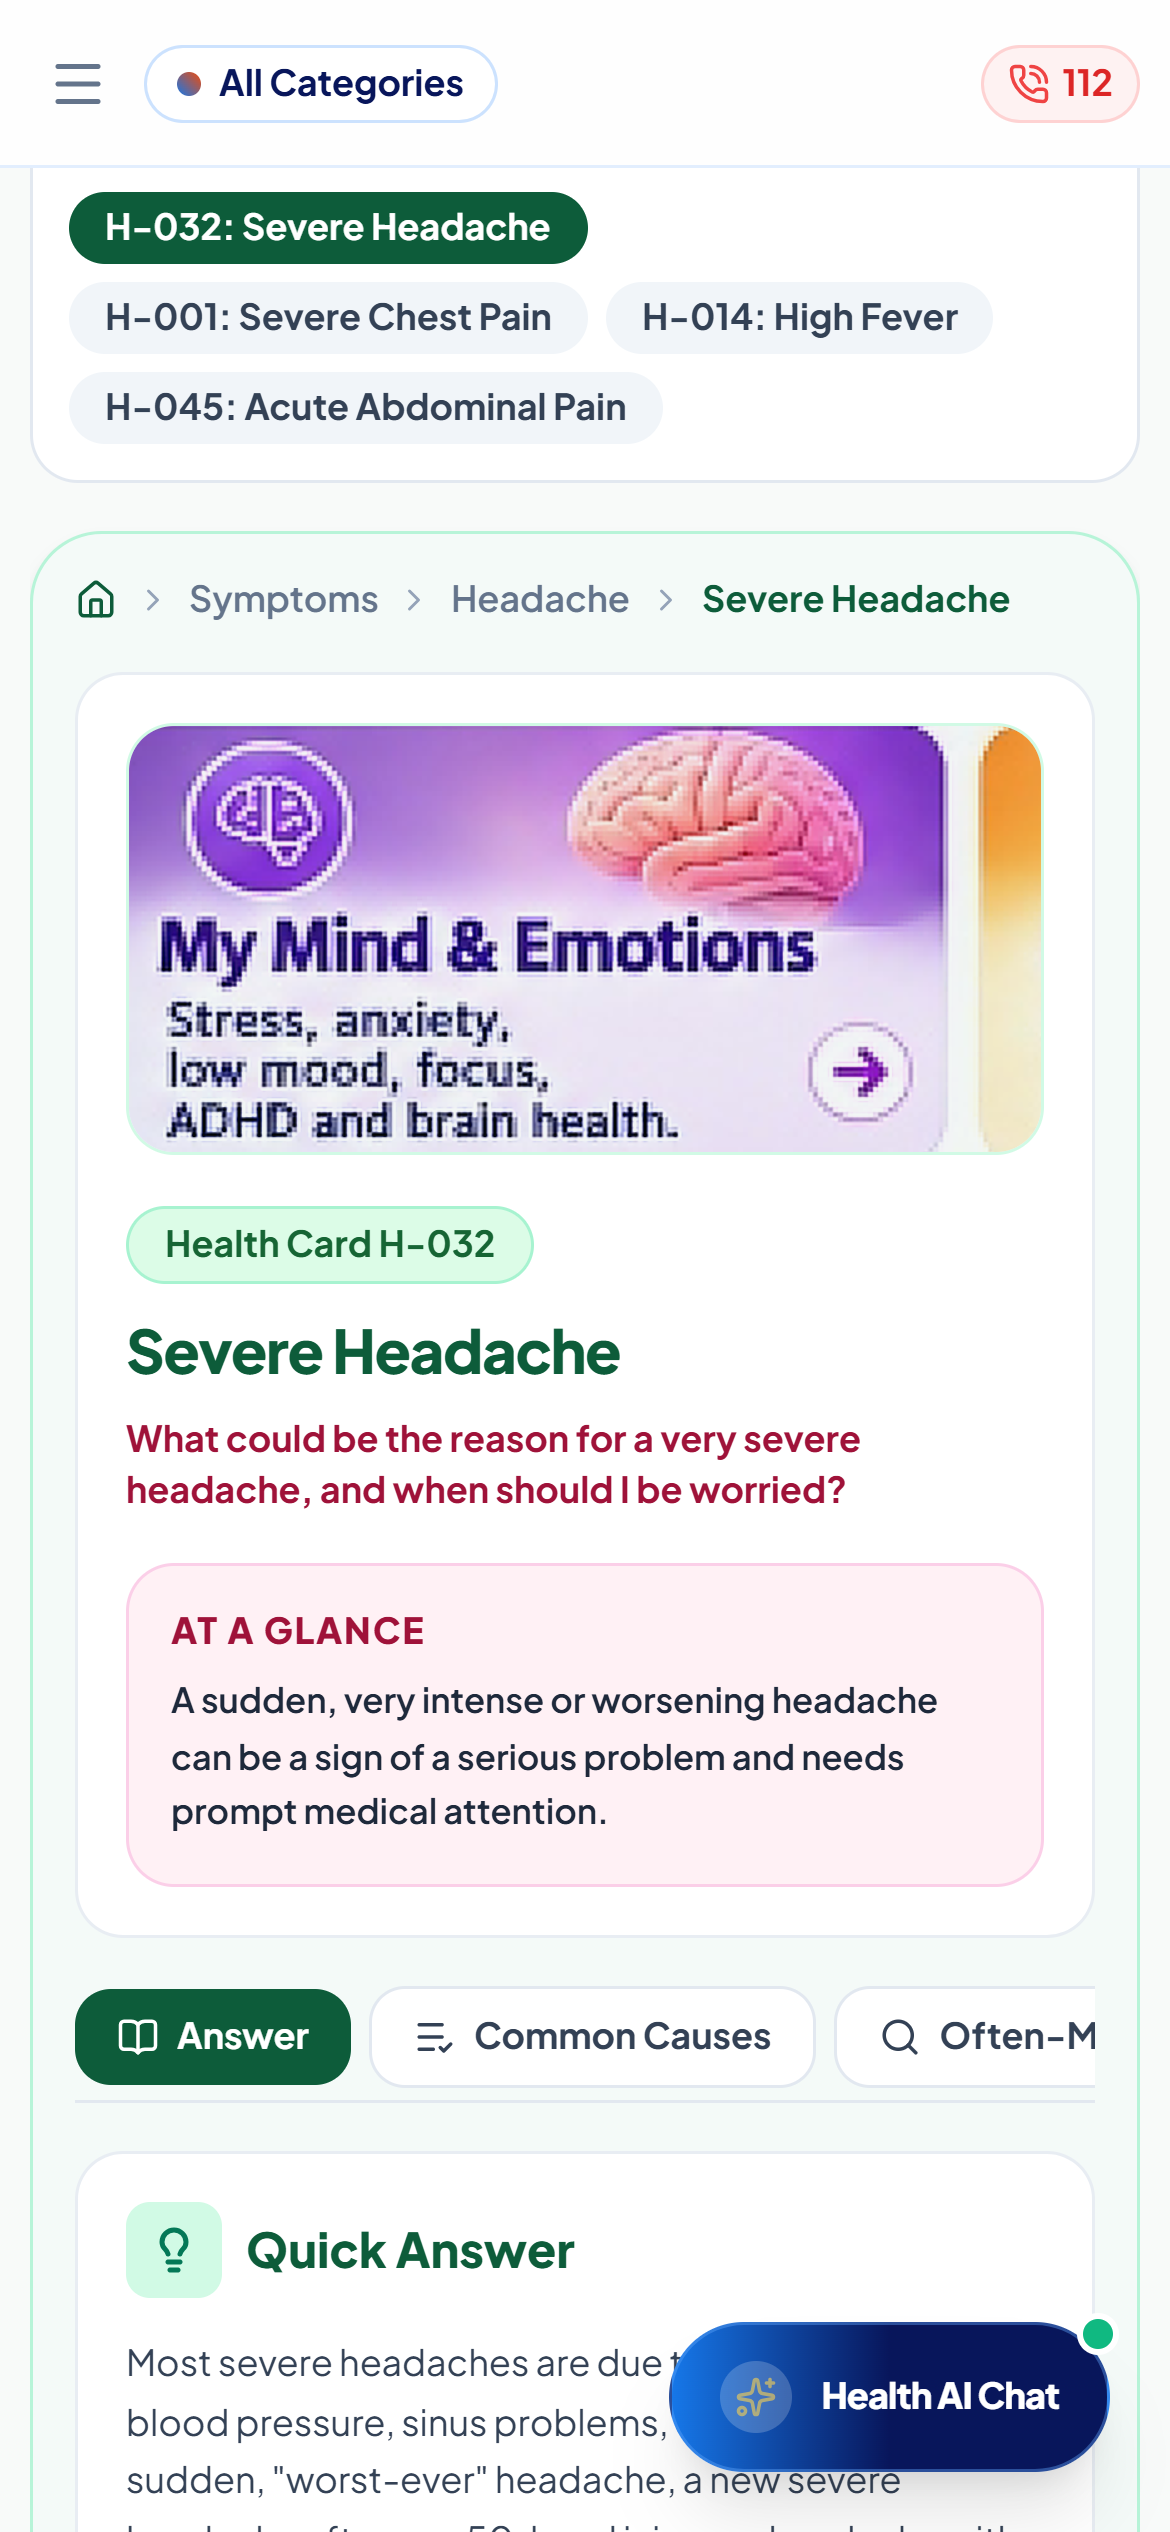 All Categories
112
H-032: Severe Headache
H-001: Severe Chest Pain
H-014: High Fever
H-045: Acute Abdominal Pain
Symptoms
Headache
Severe Headache
My Mind & Emotions
Stress, anxiety,
low mood, focus,
ADHD and brain health.
Health Card H-032
Severe Headache
What could be the reason for a very severe
headache, and when should I be worried?
AT A GLANCE
A sudden, very intense or worsening headache
can be a sign of a serious problem and needs
prompt medical attention.
Answer
Common Causes
Often-M
Quick Answer
Most severe headaches are due
blood pressure, sinus problems,
Health AI Chat
sudden, "worst-ever" headache, a new severe